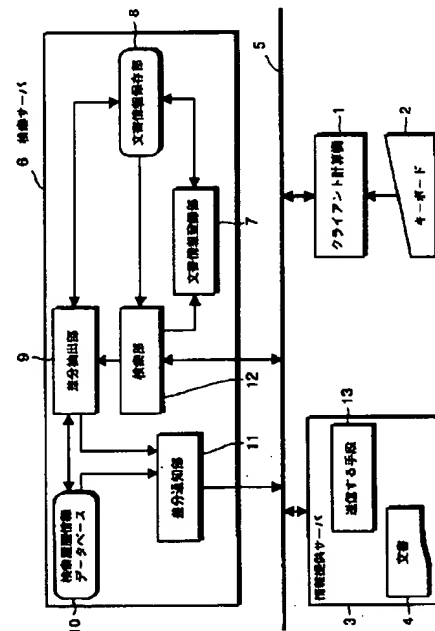 6 検索サーバ
8
文書情報保存部
文書情報蓄積部
7
9
差分抽出部
検索部
12
11
差分通知部
検索履歴情報
データベース
10
5
クライアント計算機
1
キーボード
2
情報提供サーバ
3
送信する手段
13
文書
4